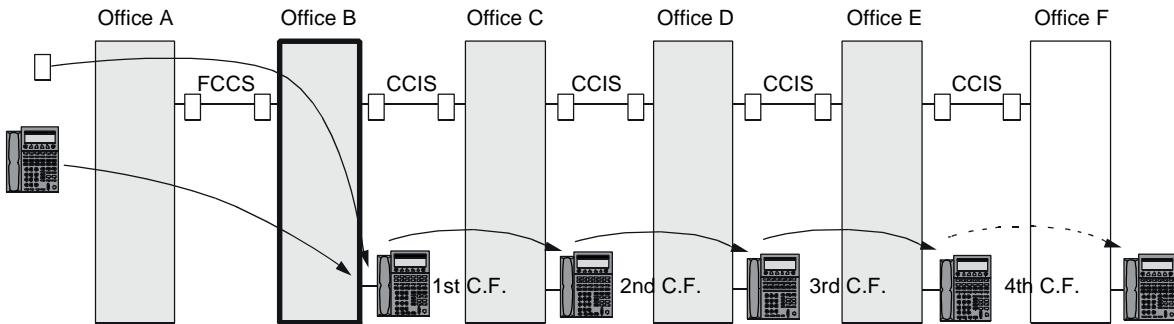 Office A Office B Office C Office D Office E Office F
FCCS CCIS CCIS CCIS CCIS
1st C.F. 2nd C.F. 3rd C.F. 4th C.F.